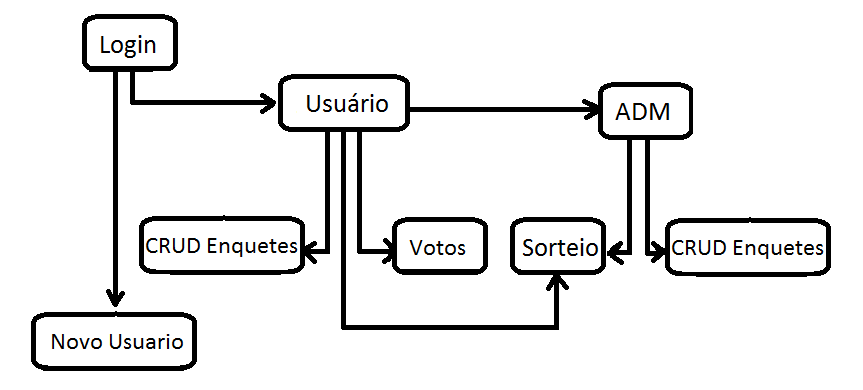 Login
Usuário
ADM
CRUD Enquetes
Votos
Sorteio
CRUD Enquetes
Novo Usuario